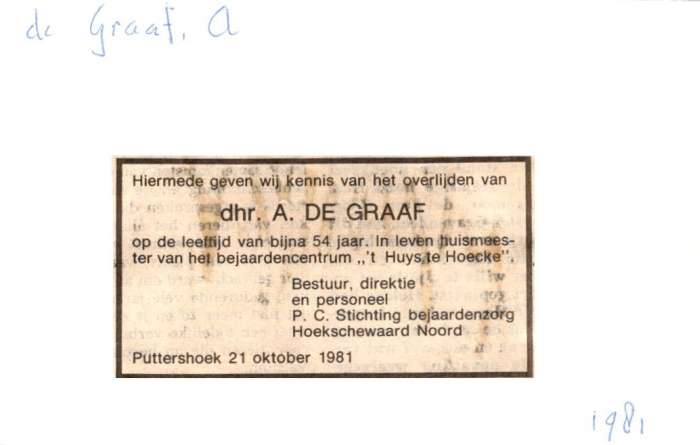 de Graaf, A
Hiermede geven wij kennis van het overlijden van
dhr. A. DE GRAAF
op de leeftijd van bijna 54 jaar. In leven huismees-
ter van het bejaardencentrum ,,'t Huys te Hoecke".
Bestuur, direktie
en personeel
P. C. Stichting bejaardenzorg
Hoekschewaard Noord
Puttershoek 21 oktober 1981
1981